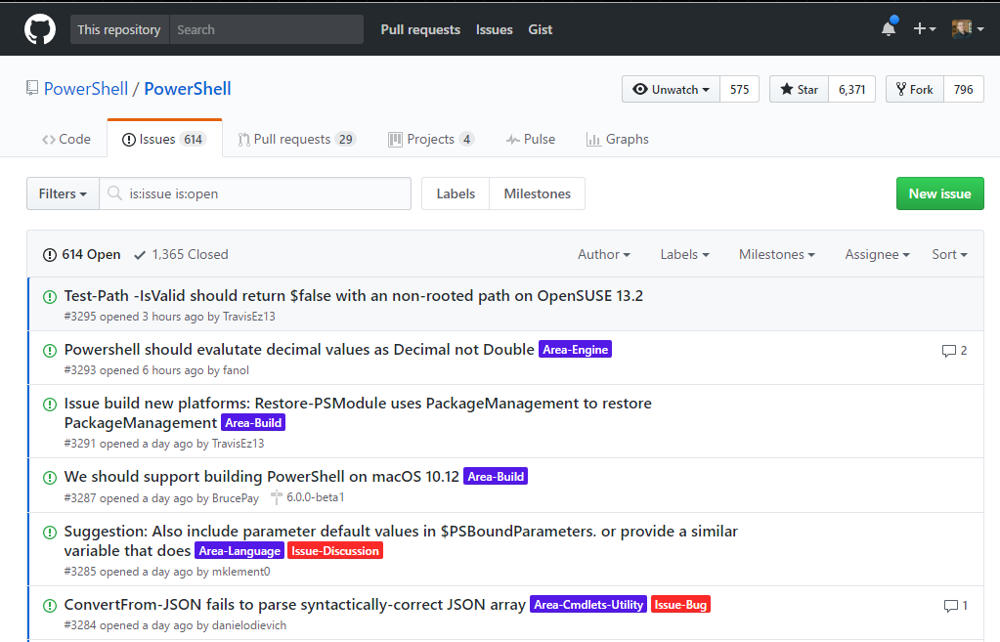 This repository Search Pull requests Issues Gist
PowerShell / PowerShell Unwatch 575 Star 6,371 Fork 796
Code Issues 614 Pull requests 29 Projects 4 Pulse Graphs
Filters is:issue is:open Labels Milestones New issue
614 Open 1,365 Closed Author Labels Milestones Assignee Sort
Test-Path -IsValid should return $false with an non-rooted path on OpenSUSE 13.2
#3295 opened 3 hours ago by TravisEz13
Powershell should evalutate decimal values as Decimal not Double Area-Engine 2
#3293 opened 6 hours ago by fanol
Issue build new platforms: Restore-PSModule uses PackageManagement to restore
PackageManagement Area-Build
#3291 opened a day ago by TravisEz13
We should support building PowerShell on macOS 10.12 Area-Build
#3287 opened a day ago by BrucePay 6.0.0-beta1
Suggestion: Also include parameter default values in $PSBoundParameters. or provide a similar
variable that does Area-Language Issue-Discussion
#3285 opened a day ago by mklement0
ConvertFrom-JSON fails to parse syntactically-correct JSON array Area-Cmdlets-Utility Issue-Bug 1
#3284 opened a day ago by danielodievich